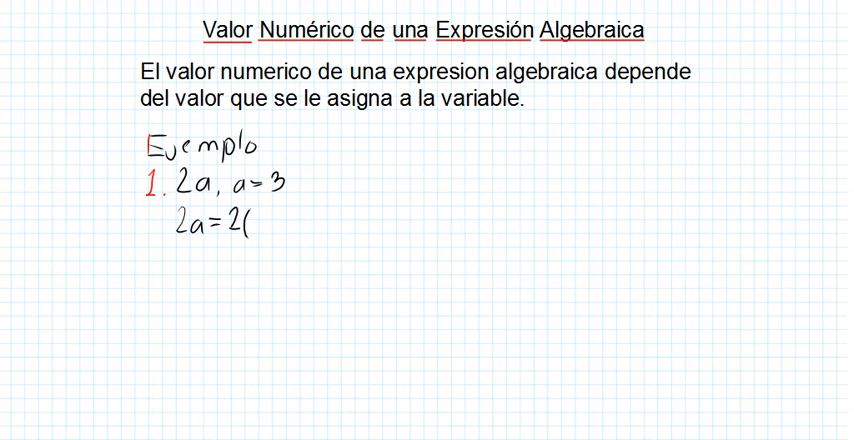 Valor Numérico de una Expresión Algebraica
El valor numerico de una expresion algebraica depende
del valor que se le asigna a la variable.
Ejemplo
1. 2a, a=3
2a=2(